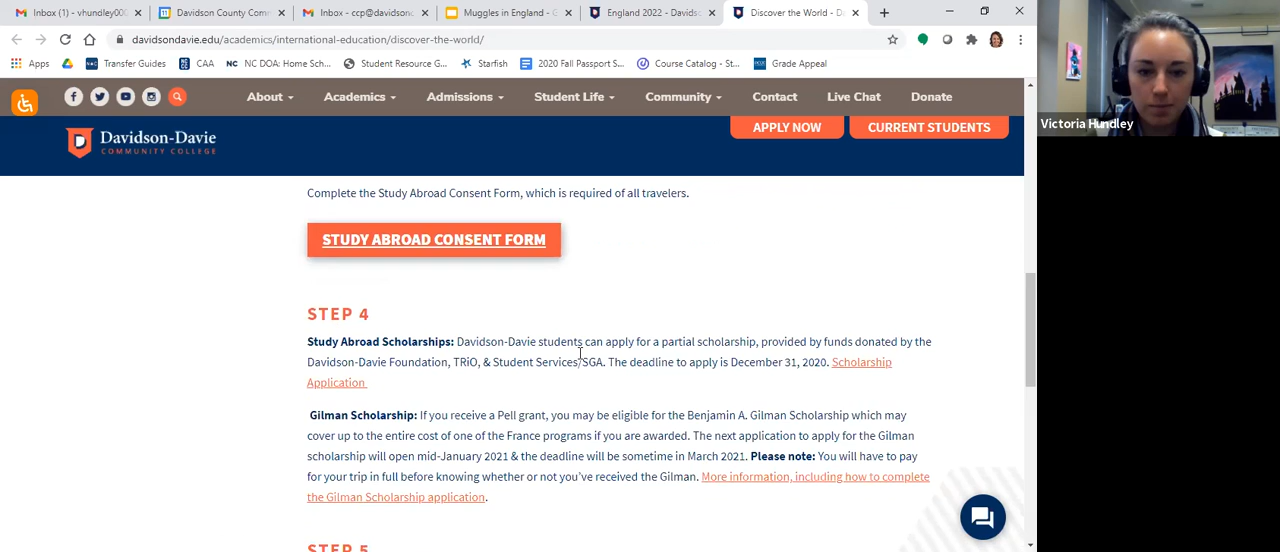 Inbox (1) - vhundley00
Davidson County Com
Inbox - ccp@davidson
Muggles in England - G
England 2022 - Davids
Discover the World - Da
davidsondavie.edu/academics/international-education/discover-the-world/
Apps
Transfer Guides
CAA
NC DOA: Home Sch...
Student Resource G...
Starfish
2020 Fall Passport S...
Course Catalog - St...
Grade Appeal
About
Academics
Admissions
Student Life
Community
Contact
Live Chat
Donate
Davidson-Davie
COMMUNITY COLLEGE
APPLY NOW
CURRENT STUDENTS
Victoria Hundley
Complete the Study Abroad Consent Form, which is required of all travelers.
STUDY ABROAD CONSENT FORM
STEP 4
Study Abroad Scholarships: Davidson-Davie students can apply for a partial scholarship, provided by funds donated by the
Davidson-Davie Foundation, TRiO, & Student Services/SGA. The deadline to apply is December 31, 2020. Scholarship
Application
Gilman Scholarship: If you receive a Pell grant, you may be eligible for the Benjamin A. Gilman Scholarship which may
cover up to the entire cost of one of the France programs if you are awarded. The next application to apply for the Gilman
scholarship will open mid-January 2021 & the deadline will be sometime in March 2021. Please note: You will have to pay
for your trip in full before knowing whether or not you've received the Gilman. More information, including how to complete
the Gilman Scholarship application.
STEP 5